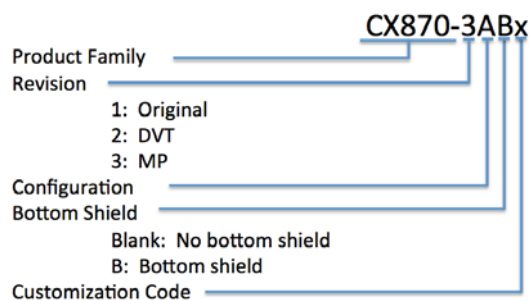 CX870-3ABx
Product Family
Revision
1: Original
2: DVT
3: MP
Configuration
Bottom Shield
Blank: No bottom shield
B: Bottom shield
Customization Code